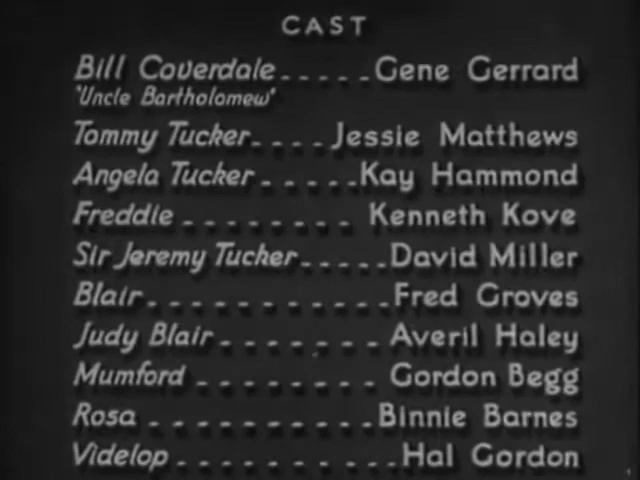 CAST
Bill Coverdale.....Gene Gerrard
"Uncle Bartholomew"
Tommy Tucker....Jessie Matthews
Angela Tucker.....Kay Hammond
Freddie........Kenneth Kove
Sir Jeremy Tucker.....David Miller
Blair...........Fred Groves
Judy Blair.......Averil Haley
Mumford.......Gordon Begg
Rosa..........Binnie Barnes
Videlop..........Hal Gordon